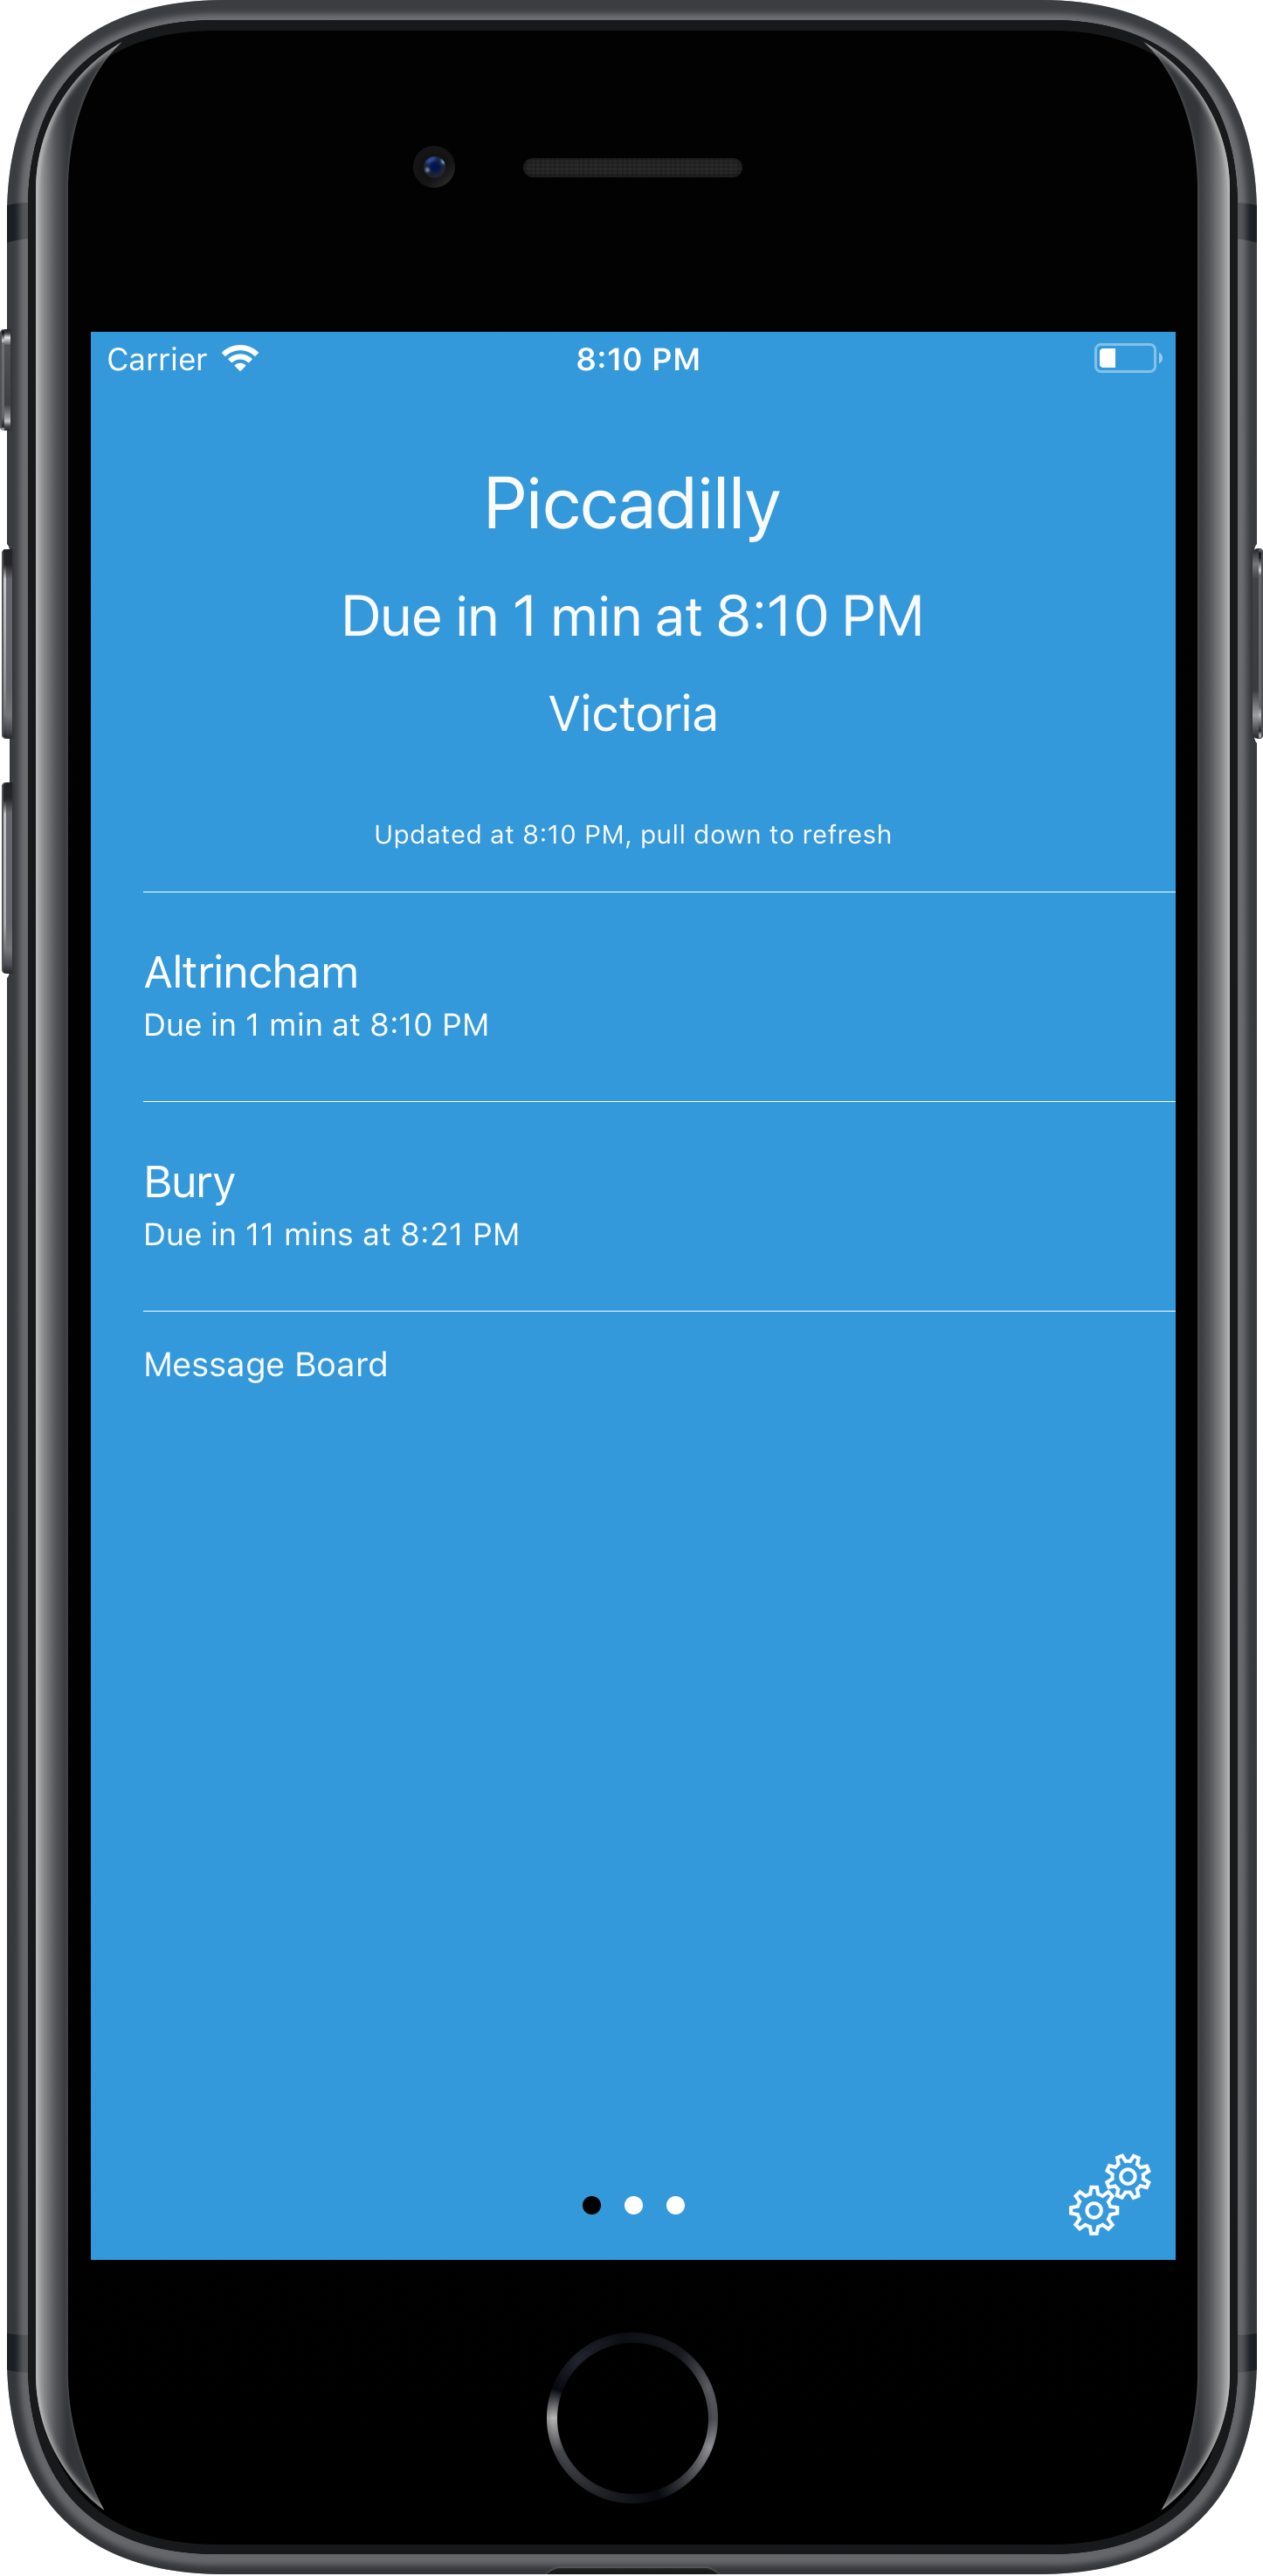 Carrier 8:10 PM
Piccadilly
Due in 1 min at 8:10 PM
Victoria
Updated at 8:10 PM, pull down to refresh
Altrincham
Due in 1 min at 8:10 PM
Bury
Due in 11 mins at 8:21 PM
Message Board